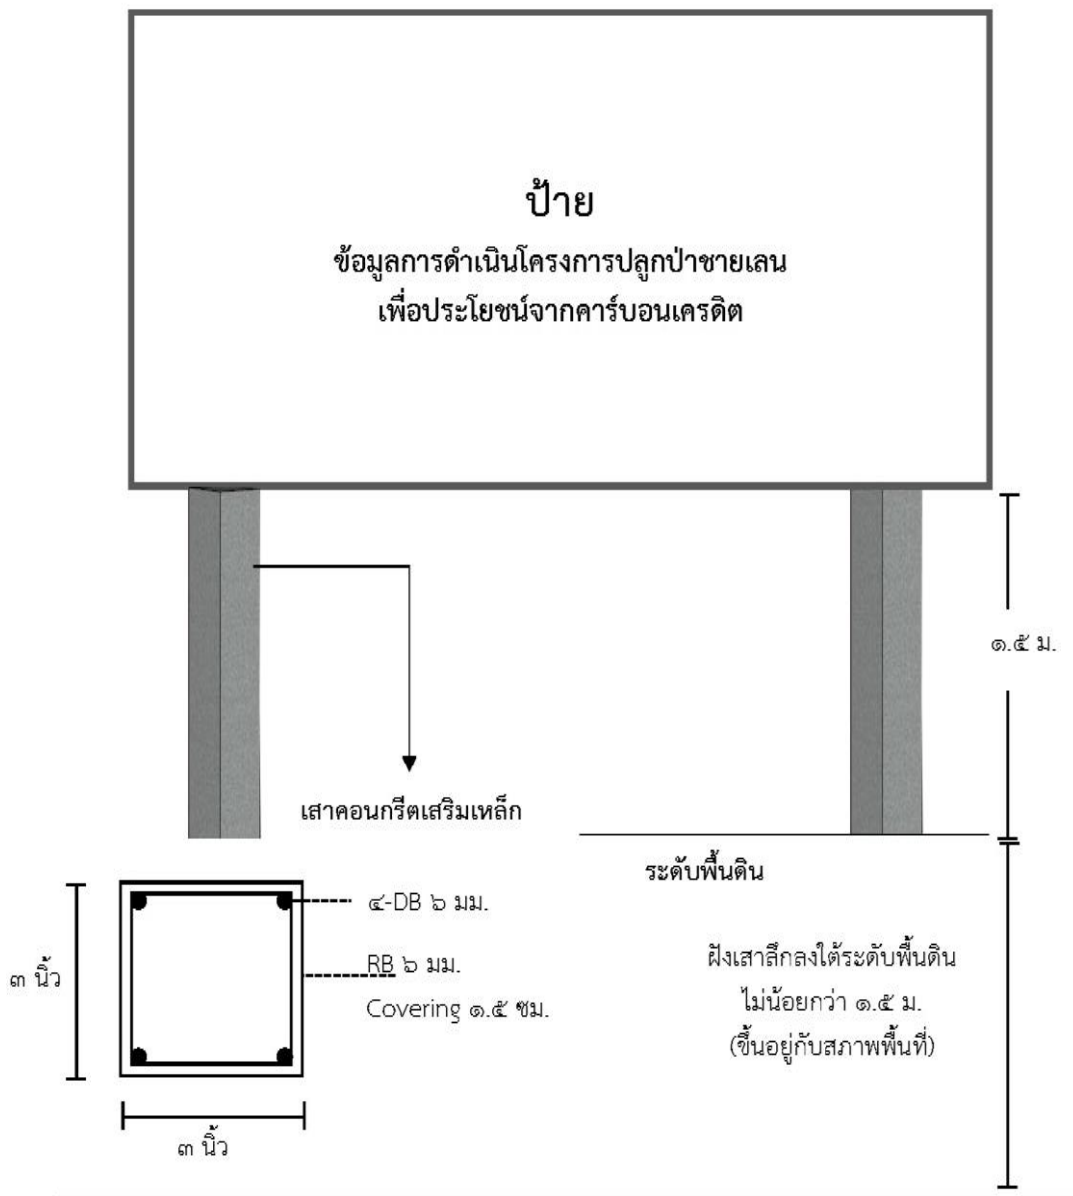 ป้าย
ข้อมูลการดำเนินโครงการปลูกป่าชายเลน
เพื่อประโยชน์จากคาร์บอนเครดิต
๑.๕ ม.
เสาคอนกรีตเสริมเหล็ก
ระดับพื้นดิน
๔-DB ๖ มม.
RB ๖ มม.
Covering ๑.๕ ซม.
๓ นิ้ว
๓ นิ้ว
ฝังเสาลึกลงใต้ระดับพื้นดิน
ไม่น้อยกว่า ๑.๕ ม.
(ขึ้นอยู่กับสภาพพื้นที่)